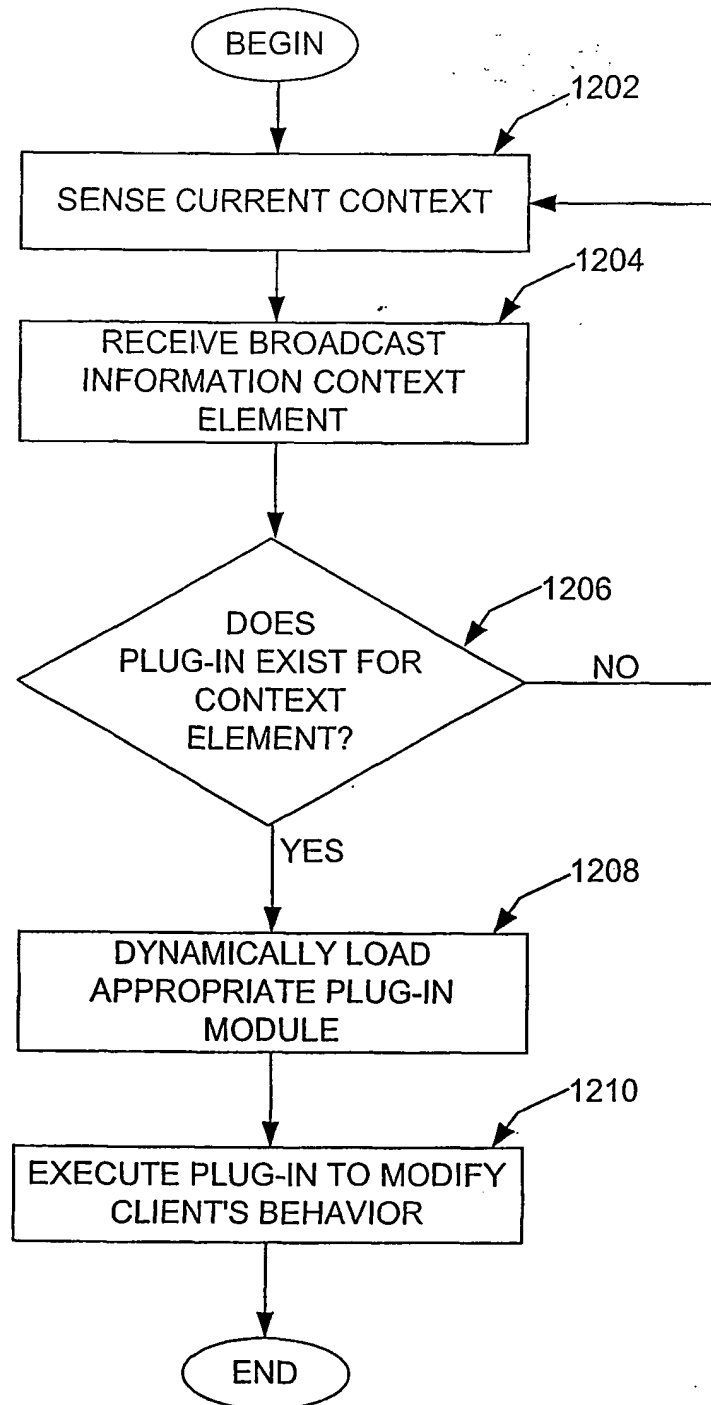 BEGIN
1202
SENSE CURRENT CONTEXT
1204
RECEIVE BROADCAST
INFORMATION CONTEXT
ELEMENT
1206
DOES
PLUG-IN EXIST FOR
CONTEXT
ELEMENT?
NO
YES
1208
DYNAMICALLY LOAD
APPROPRIATE PLUG-IN
MODULE
1210
EXECUTE PLUG-IN TO MODIFY
CLIENT'S BEHAVIOR
END